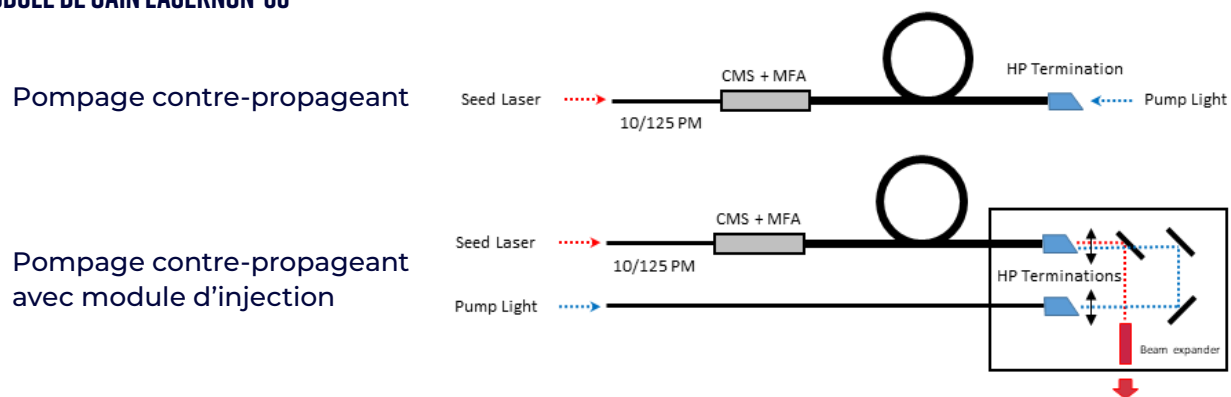 Pompage contre-propageant
Seed Laser
10/125 PM
CMS + MFA
HP Termination
Pump Light
Pompage contre-propageant
avec module d’injection
Seed Laser
10/125 PM
CMS + MFA
HP Terminations
Pump Light
Beam expander